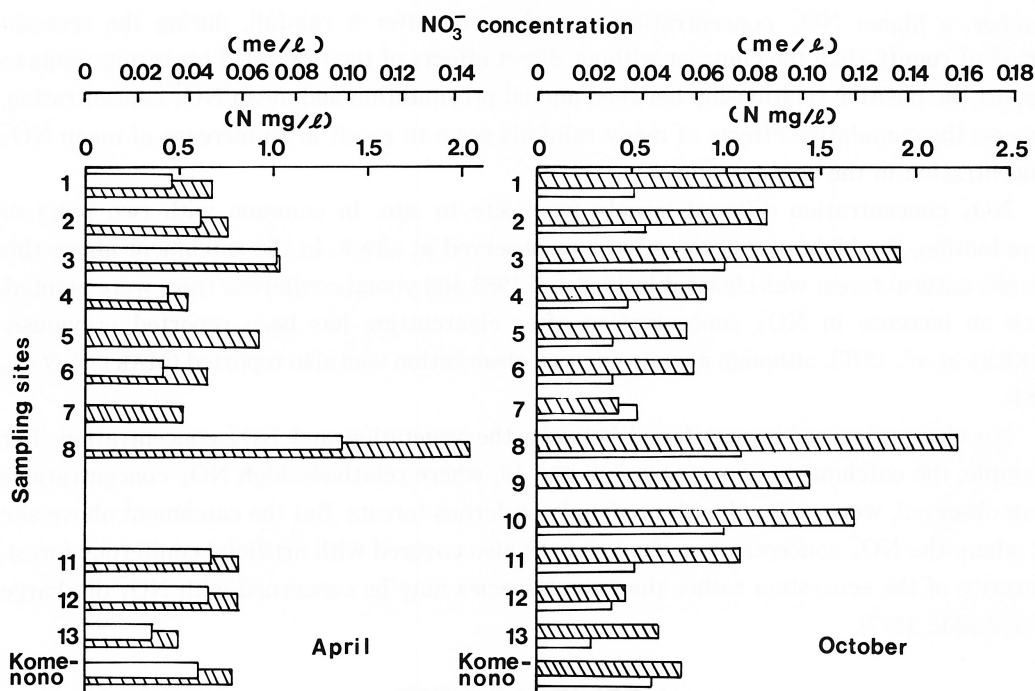 NO₃⁻ concentration
(me/ℓ) (me/ℓ)
0 0.02 0.04 0.06 0.08 0.10 0.12 0.14 0 0.02 0.04 0.06 0.08 0.10 0.12 0.14 0.16 0.18
(N mg/ℓ) (N mg/ℓ)
0 0.5 1.0 2.0 0 0.5 1.0 1.5 2.0 2.5
Sampling sites
1 1
2 2
3 3
4 4
5 5
6 6
7 7
8 8
9
10
11 11
12 12
13 13
April October
Kome- Kome-
nono nono